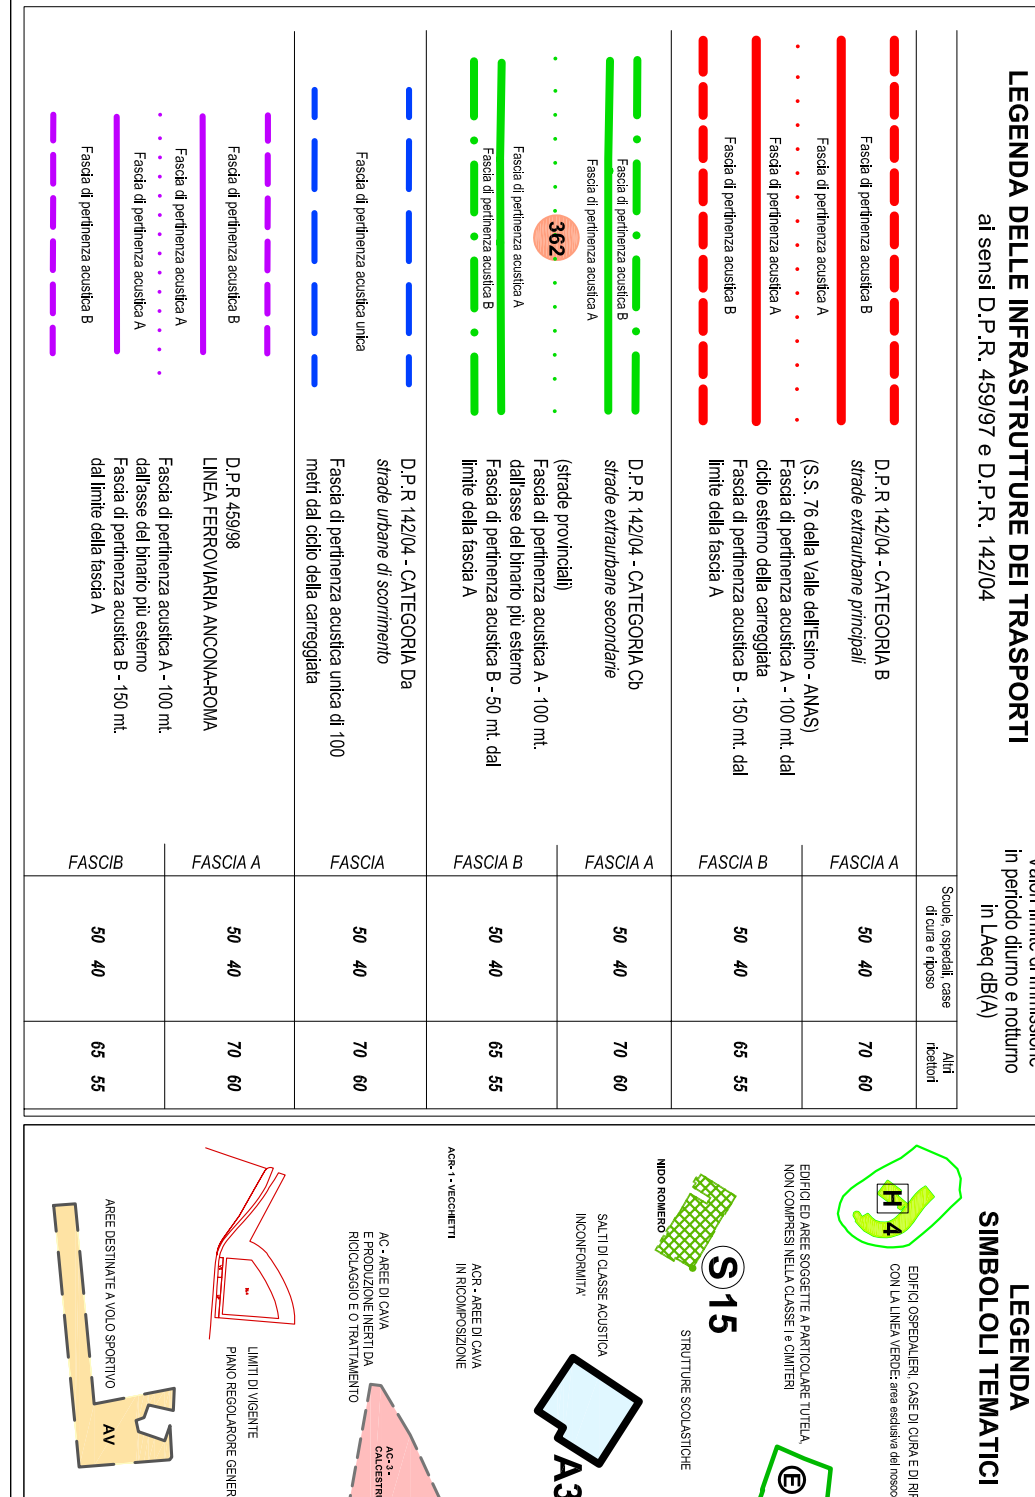 LEGENDA DELLE INFRASTRUTTURE DEI TRASPORTI
ai sensi D.P.R. 459/97 e D.P.R. 142/04
in periodo diurno e notturno
in LAeq dB(A)
Scuole, ospedali, case
di cura e riposo
Altri
ricettori
Fascia di pertinenza acustica B
Fascia di pertinenza acustica A
Fascia di pertinenza acustica A
Fascia di pertinenza acustica B
D.P.R 142/04 - CATEGORIA B
strade extraurbane principali
(S.S. 76 della Valle dell'Esino - ANAS)
Fascia di pertinenza acustica A - 100 mt. dal
ciclio esterno della carreggiata
Fascia di pertinenza acustica B - 150 mt. dal
limite della fascia A
FASCIA A
50 40
70 60
FASCIA B
50 40
65 55
Fascia di pertinenza acustica B
Fascia di pertinenza acustica A
362
Fascia di pertinenza acustica A
Fascia di pertinenza acustica B
D.P.R 142/04 - CATEGORIA Cb
strade extraurbane secondarie
(strade provinciali)
Fascia di pertinenza acustica A - 100 mt.
dall'asse del binario più esterno
Fascia di pertinenza acustica B - 50 mt. dal
limite della fascia A
FASCIA A
50 40
70 60
FASCIA B
50 40
65 55
Fascia di pertinenza acustica unica
D.P.R 142/04 - CATEGORIA Da
strade urbane di scorrimento
Fascia di pertinenza acustica unica di 100
metri dal ciclio della carreggiata
FASCIA
50 40
70 60
Fascia di pertinenza acustica B
Fascia di pertinenza acustica A
Fascia di pertinenza acustica A
Fascia di pertinenza acustica B
D.P.R 459/98
LINEA FERROVIARIA ANCONA-ROMA
Fascia di pertinenza acustica A - 100 mt.
dall'asse del binario più esterno
Fascia di pertinenza acustica B - 150 mt.
dal limite della fascia A
FASCIA A
50 40
70 60
FASCIB
50 40
65 55
LEGENDA
SIMBOLOLI TEMATICI
H 4
EDIFICI OSPEDALIERI, CASE DI CURA E DI
CON LA LINEA VERDE: area esclusiva del
EDIFICI ED AREE SOGGETTE A PARTICOLARE TUTELA,
NON COMPRESI NELLA CLASSE I e CIMITERI
E
NIDO ROMERO
S 15
STRUTTURE SCOLASTICHE
SALTI DI CLASSE ACUSTICA
INCONFORMITA'
A3
ACR- 1 - VECCHIETTI
ACR - AREE DI CAVA
IN RICOMPOSIZIONE
AC - AREE DI CAVA
E PRODUZIONE INERTI DA
RICICLAGGIO E O TRATTAMENTO
AC- 3 -
LIMITI DI VIGENTE
PIANO REGOLARORE
AREE DESTINATE A VOLO SPORTIVO
AV